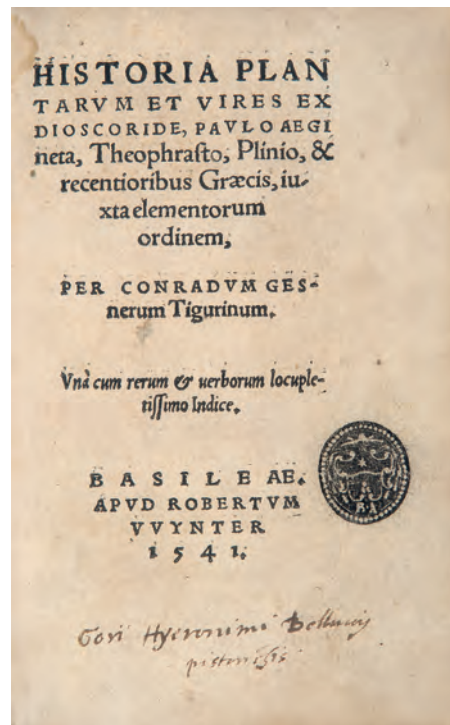 HISTORIA PLAN
TARVM ET VIRES EX
DIOSCORIDE, PAVLO AEGI
neta, Theophraſto, Plinio, &
recentioribus Græcis, iu-
xta elementorum
ordinem,
PER CONRADVM GES-
nerum Tigurinum.
Vnà cum rerum & uerborum locuple-
tiſſimo Indice.
BASILEAE.
APVD ROBERTVM
VVYNTER
1541.
Hyeronimi